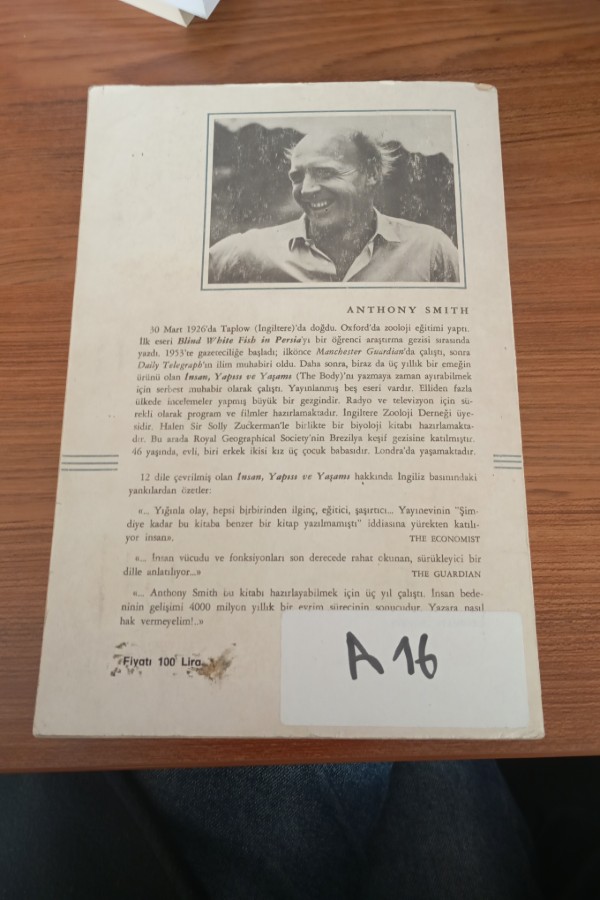 ANTHONY SMITH
30 Mart 1926'da Taplow (İngiltere)'da doğdu. Oxford'da zooloji eğitimi yaptı.
İlk eseri Blind White Fish in Persia'yı bir öğrenci araştırma gezisi sırasında
yazdı. 1953'te gazeteciliğe başladı; ilkönce Manchester Guardian'da çalıştı, sonra
Daily Telegraph'ın ilim muhabiri oldu. Daha sonra, biraz da üç yıllık bir emeğin
ürünü olan İnsan, Yapısı ve Yaşamı (The Body)'nı yazmaya zaman ayırabilmek
için serbest muhabir olarak çalıştı. Yayınlanmış beş eseri vardır. Elliden fazla
ülkede incelemeler yapmış büyük bir gezgindir. Radyo ve televizyon için sü-
rekli olarak program ve filmler hazırlamaktadır. İngiltere Zooloji Derneği üye-
sidir. Halen Sir Solly Zuckerman'le birlikte bir biyoloji kitabı hazırlamakta-
dır. Bu arada Royal Geographical Society'nin Brezilya keşif gezisine katılmıştır.
46 yaşında, evli, biri erkek ikisi kız üç çocuk babasıdır. Londra'da yaşamaktadır.
12 dile çevrilmiş olan İnsan, Yapısı ve Yaşamı hakkında İngiliz basınındaki
yankılardan özetler:
«... Yığınla olay, hepsi birbirinden ilginç, eğitici, şaşırtıcı... Yayınevinin "Şim-
diye kadar bu kitaba benzer bir kitap yazılmamıştı" iddiasına yürekten katılı-
yor insan». THE ECONOMIST
«... İnsan vücudu ve fonksiyonları son derecede rahat okunan, sürükleyici bir
dille anlatılıyor...» THE GUARDIAN
«... Anthony Smith bu kitabı hazırlayabilmek için üç yıl çalıştı. İnsan bede-
ninin gelişimi 4000 milyon yıllık bir evrim sürecinin sonucudur. Yazara nasıl
hak vermeyelim!..»
Fiyatı 100 Lira
A 16